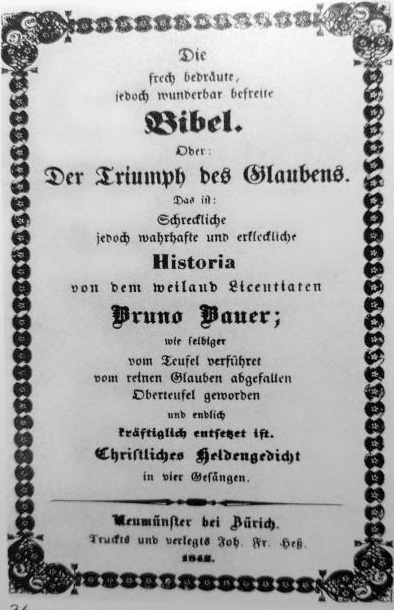 Die
frech bedräute,
jedoch wunderbar befreite
Bibel.
Oder:
Der Triumph des Glaubens.
Das ist:
Schreckliche
jedoch wahrhafte und erkleckliche
Historia
von dem weiland Licentiaten
Bruno Bauer;
wie selbiger
vom Teufel verführet
vom reinen Glauben abgefallen
Oberteufel geworden
und endlich
kräftiglich entsetzet ist.
Christliches Heldengedicht
in vier Gesängen.
Neumünster bei Zürich.
Truckts und verlegts Joh. Fr. Heß.
1842.